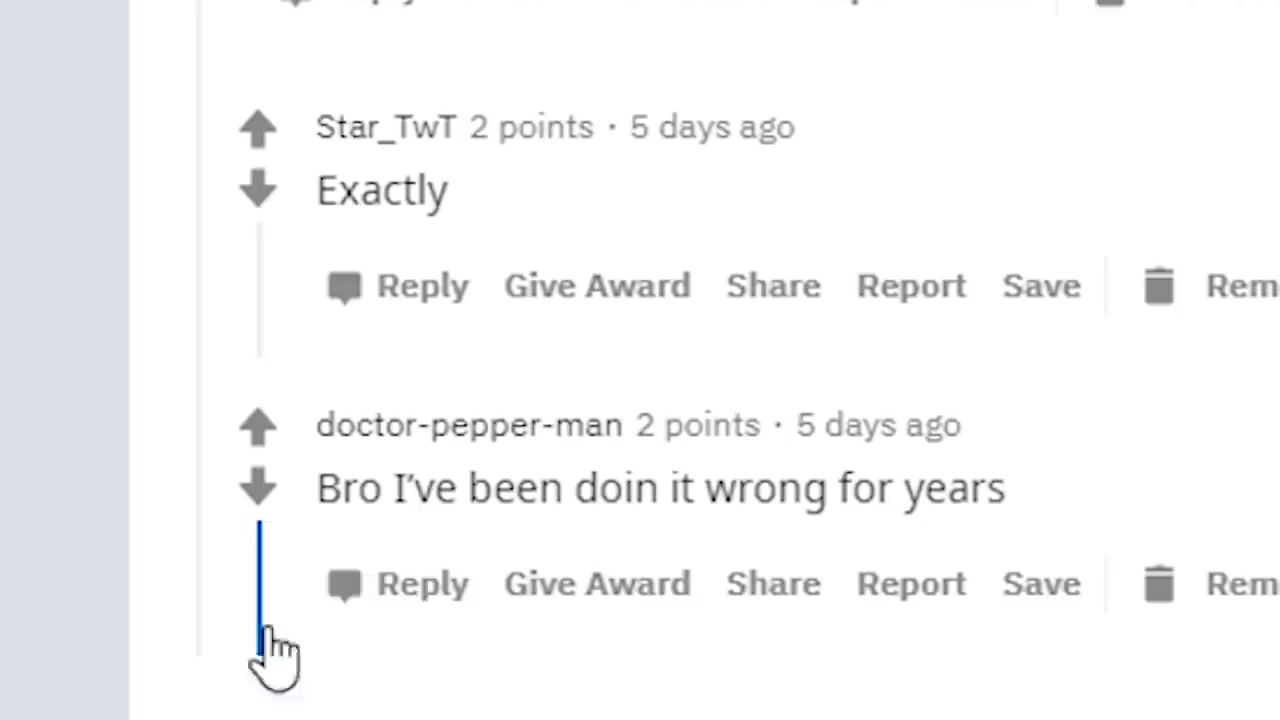 Star_TwT 2 points · 5 days ago
Exactly
Reply Give Award Share Report Save
doctor-pepper-man 2 points · 5 days ago
Bro I’ve been doin it wrong for years
Reply Give Award Share Report Save